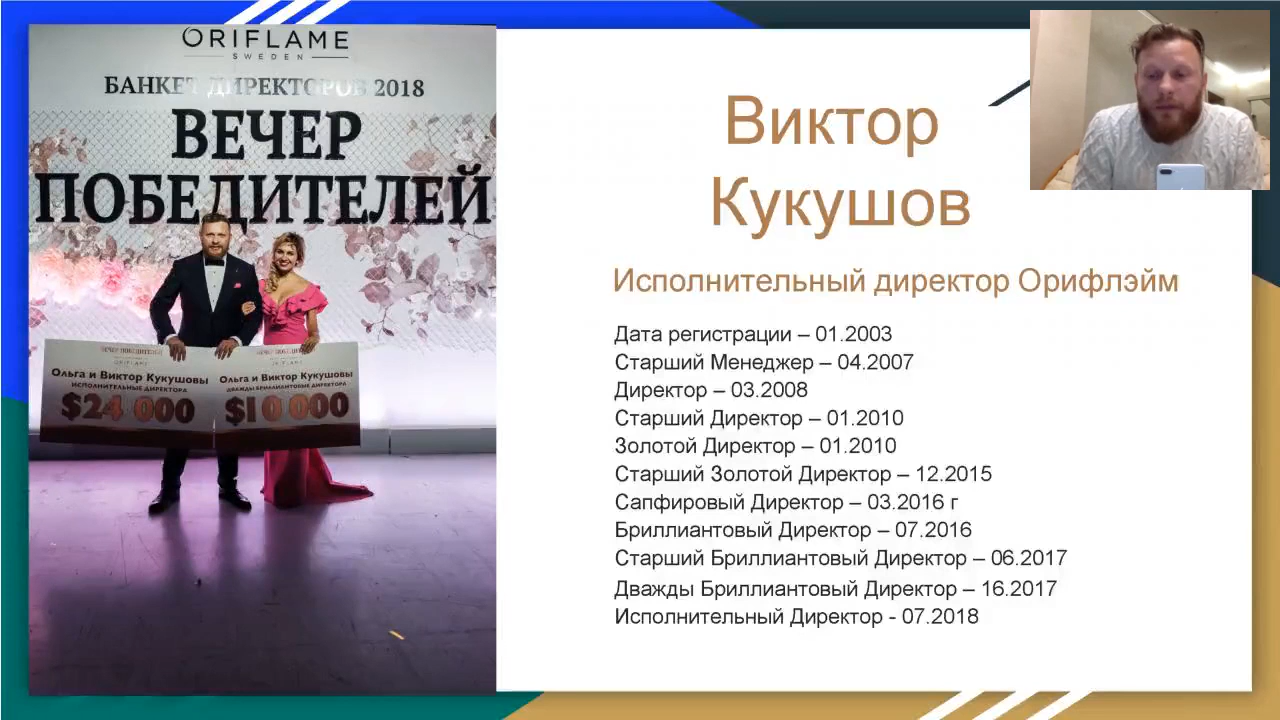 ORIFLAME
SWEDEN
БАНКЕТ ДИРЕКТОРОВ 2018
ВЕЧЕР
ПОБЕДИТЕЛЕЙ
ВЕЧЕР ПОБЕДИТЕЛЕЙ
ORIFLAME
Ольга и Виктор Кукушовы
ИСПОЛНИТЕЛЬНЫЕ ДИРЕКТОРА
$24 000
Ольга и Виктор Кукушовы
ДВАЖДЫ БРИЛЛИАНТОВЫЕ ДИРЕКТОРА
$10 000
Виктор
Кукушов
Исполнительный директор Орифлэйм
Дата регистрации – 01.2003
Старший Менеджер – 04.2007
Директор – 03.2008
Старший Директор – 01.2010
Золотой Директор – 01.2010
Старший Золотой Директор – 12.2015
Сапфировый Директор – 03.2016 г
Бриллиантовый Директор – 07.2016
Старший Бриллиантовый Директор – 06.2017
Дважды Бриллиантовый Директор – 16.2017
Исполнительный Директор - 07.2018